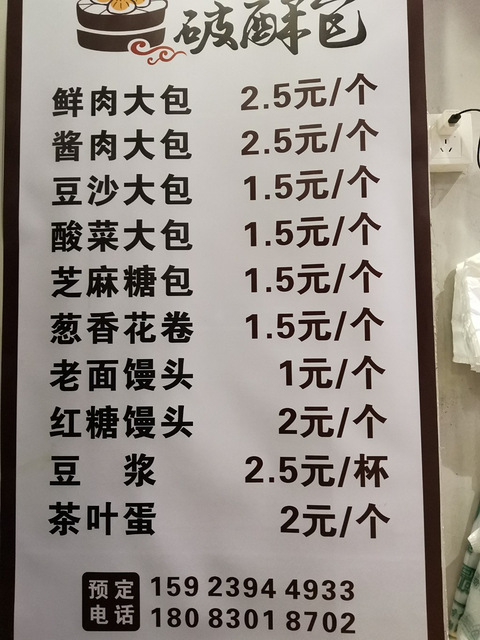 破酥包
鲜肉大包 2.5元/个
酱肉大包 2.5元/个
豆沙大包 1.5元/个
酸菜大包 1.5元/个
芝麻糖包 1.5元/个
葱香花卷 1.5元/个
老面馒头 1元/个
红糖馒头 2元/个
豆 浆 2.5元/杯
茶叶蛋 2元/个
预定电话 159 2394 4933
180 8301 8702